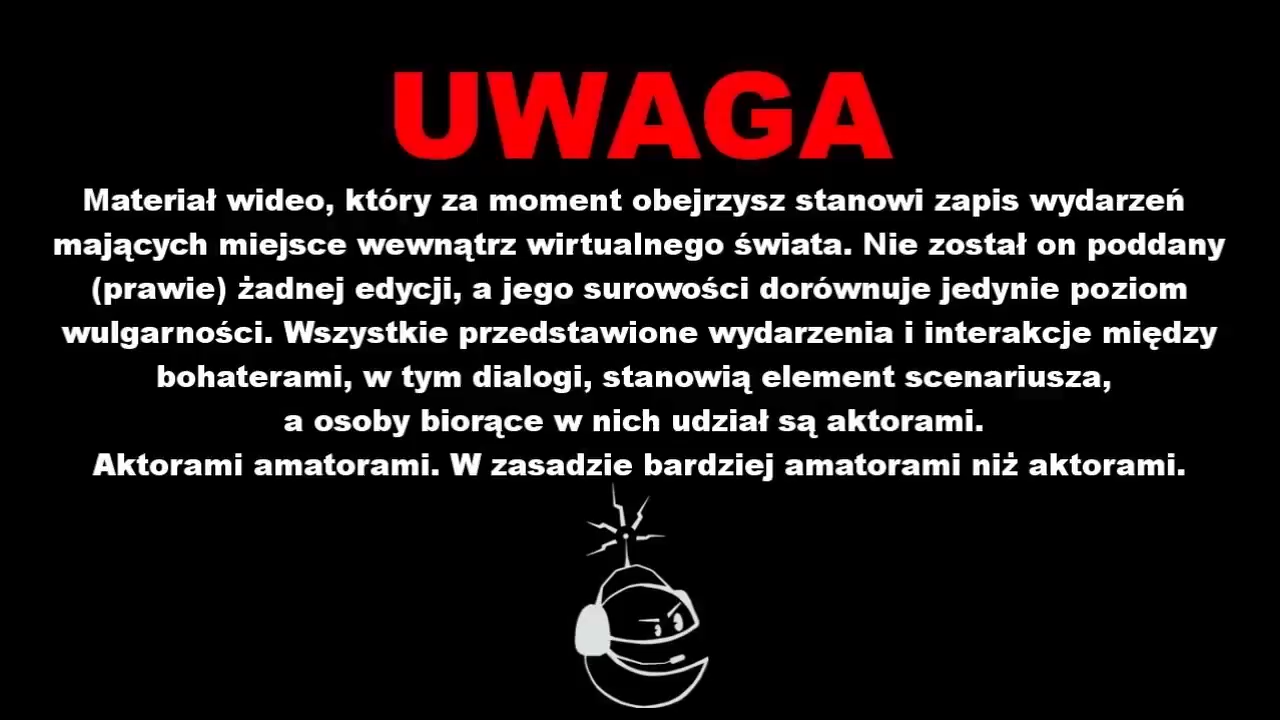 UWAGA
Materiał wideo, który za moment obejrzysz stanowi zapis wydarzeń
mających miejsce wewnątrz wirtualnego świata. Nie został on poddany
(prawie) żadnej edycji, a jego surowości dorównuje jedynie poziom
wulgarności. Wszystkie przedstawione wydarzenia i interakcje między
bohaterami, w tym dialogi, stanowią element scenariusza,
a osoby biorące w nich udział są aktorami.
Aktorami amatorami. W zasadzie bardziej amatorami niż aktorami.